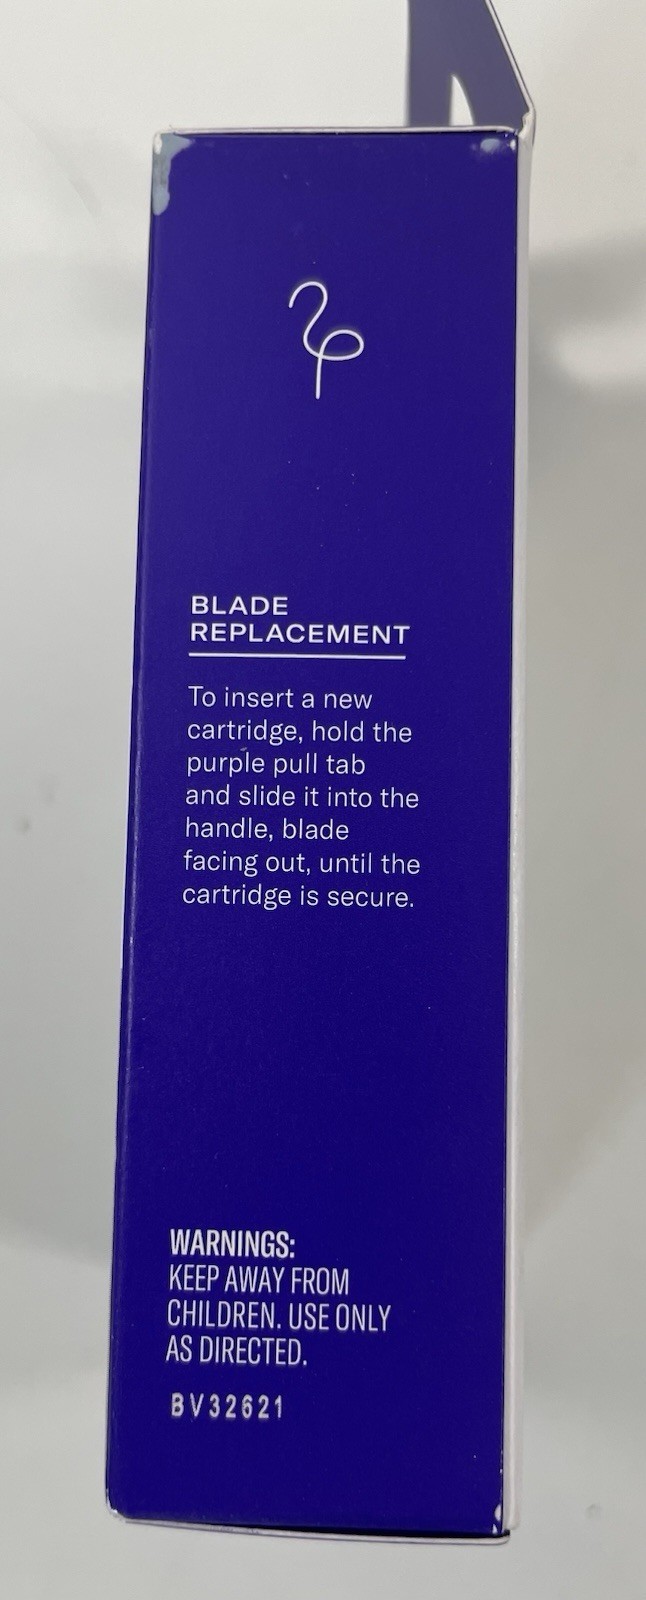 BLADE
REPLACEMENT
To insert a new
cartridge, hold the
purple pull tab
and slide it into the
handle, blade
facing out, until the
cartridge is secure.
WARNINGS:
KEEP AWAY FROM
CHILDREN. USE ONLY
AS DIRECTED.
BV32621